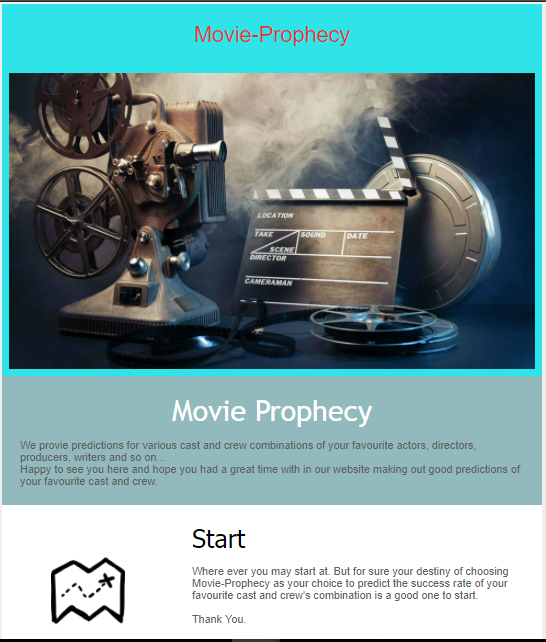 Movie-Prophecy
LOCATION
TAKE SOUND DATE
SCENE
DIRECTOR
CAMERAMAN
Movie Prophecy
We provie predictions for various cast and crew combinations of your favourite actors, directors,
producers, writers and so on...
Happy to see you here and hope you had a great time with in our website making out good predictions of
your favourite cast and crew.
Start
Where ever you may start at. But for sure your destiny of choosing
Movie-Prophecy as your choice to predict the success rate of your
favourite cast and crew's combination is a good one to start.
Thank You.